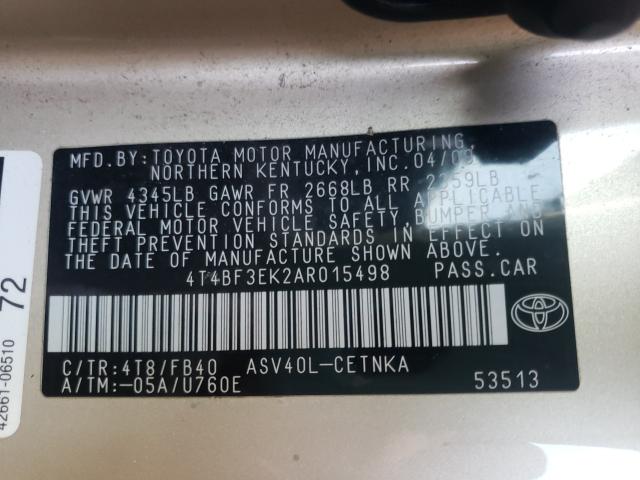 MFD.BY:TOYOTA MOTOR MANUFACTURING,
NORTHERN KENTUCKY, INC.04/09
GVWR 4345LB GAWR FR 2668LB RR 2359LB
THIS VEHICLE CONFORMS TO ALL APPLICABLE
FEDERAL MOTOR VEHICLE SAFETY, BUMPER AND
THEFT PREVENTION STANDARDS IN EFFECT ON
THE DATE OF MANUFACTURE SHOWN ABOVE.
4T4BF3EK2AR015498 PASS.CAR
C/TR:4T8/FB40 ASV40L-CETNKA
A/TM:-05A/U760E 53513
42661-06510 72